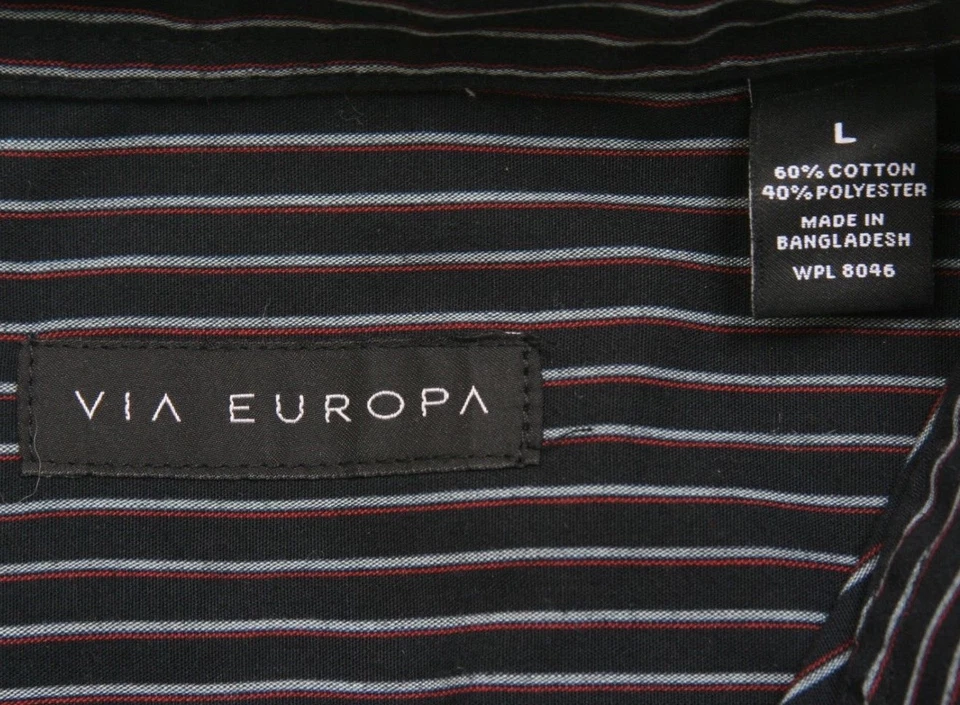 L
60% COTTON
40% POLYESTER
MADE IN
BANGLADESH
WPL 8046
VIA EUROPA